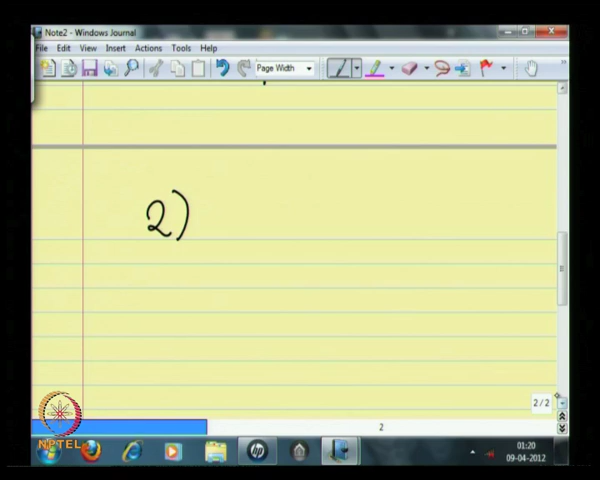 Note2 - Windows Journal
File Edit View Insert Actions Tools Help
Page Width
2)
2/2
2
NPTEL
01:20
09-04-2012